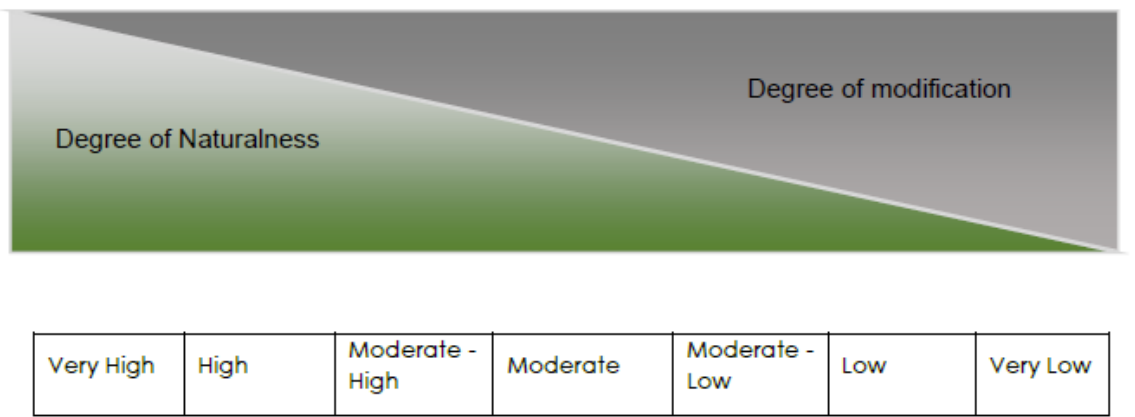 Degree of modification
Degree of Naturalness
Very High
High
Moderate -
High
Moderate
Moderate -
Low
Low
Very Low